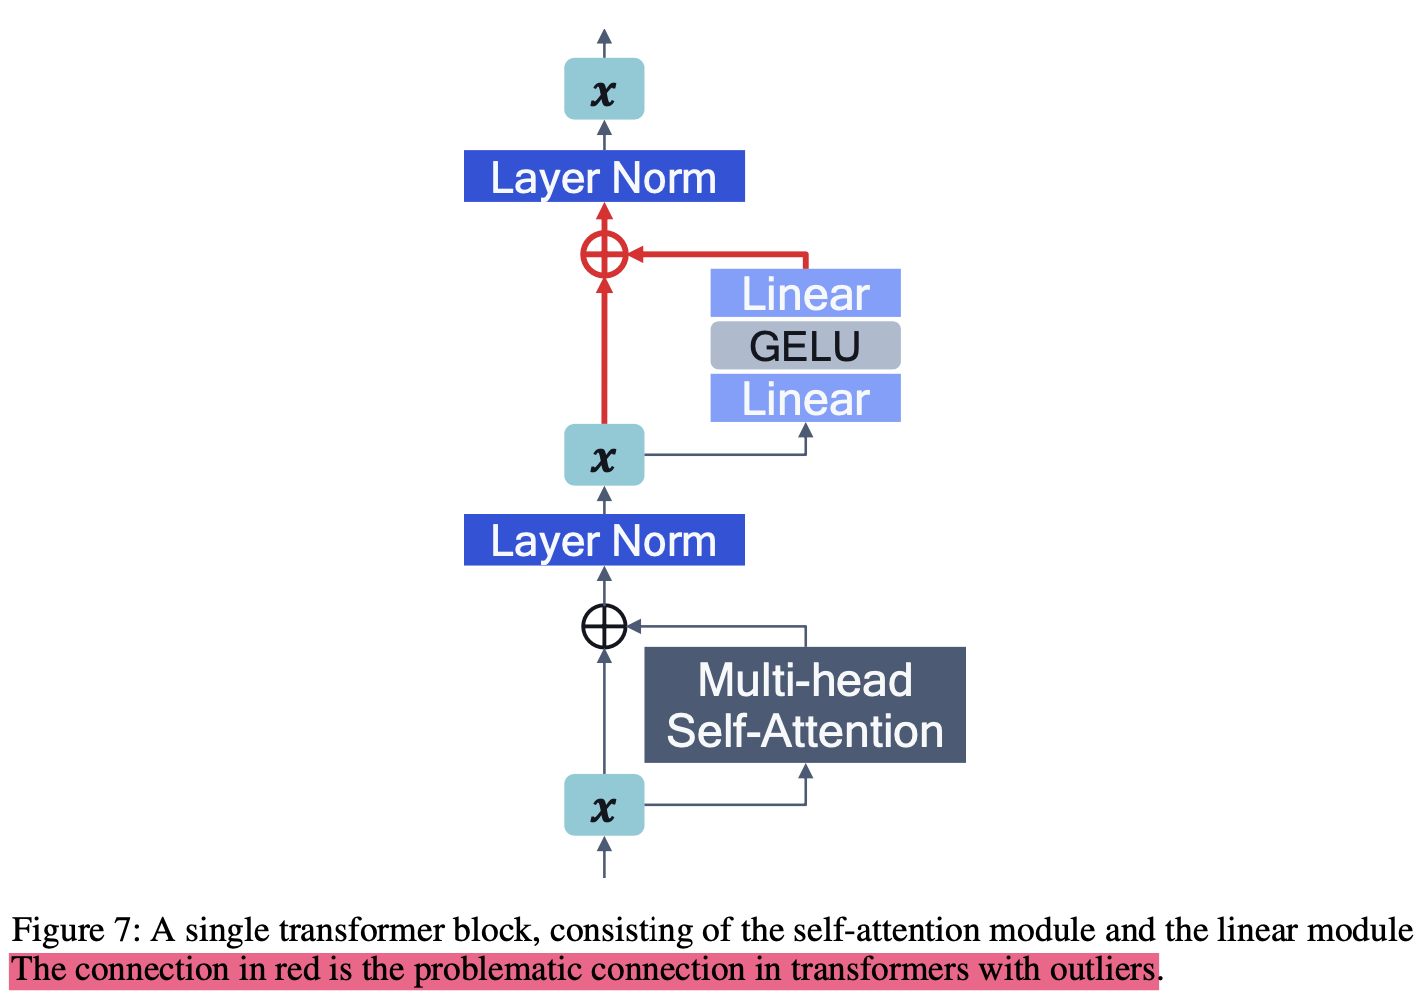 x
Layer Norm
Linear
GELU
Linear
x
Layer Norm
Multi-head
Self-Attention
x
Figure 7: A single transformer block, consisting of the self-attention module and the linear module
The connection in red is the problematic connection in transformers with outliers.